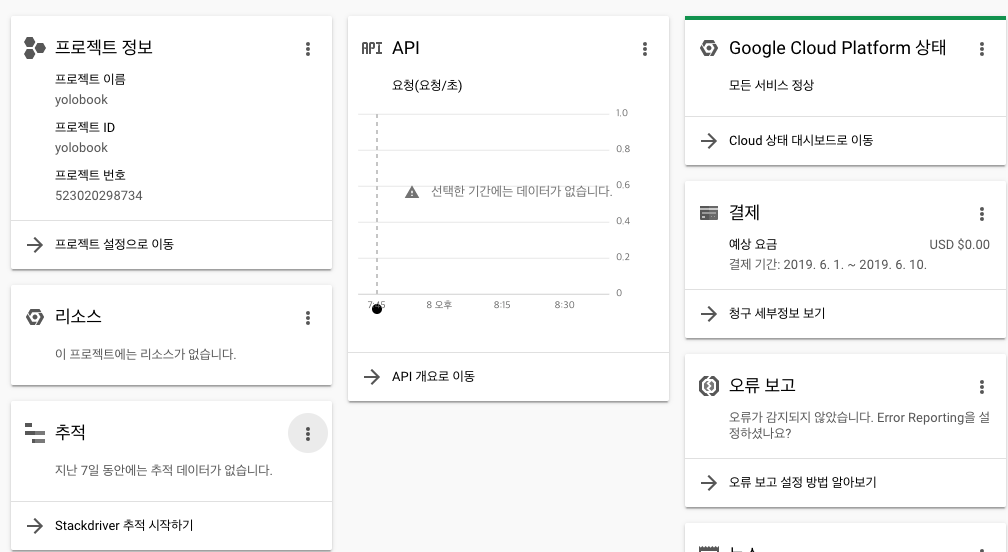 프로젝트 정보
프로젝트 이름
yolobook
프로젝트 ID
yolobook
프로젝트 번호
523020298734
프로젝트 설정으로 이동
리소스
이 프로젝트에는 리소스가 없습니다.
추적
지난 7일 동안에는 추적 데이터가 없습니다.
Stackdriver 추적 시작하기
API API
요청(요청/초)
1.0
0.8
선택한 기간에는 데이터가 없습니다. 0.6
0.4
0.2
0
7:45 8 오후 8:15 8:30
API 개요로 이동
Google Cloud Platform 상태
모든 서비스 정상
Cloud 상태 대시보드로 이동
결제
예상 요금 USD $0.00
결제 기간: 2019. 6. 1. ~ 2019. 6. 10.
청구 세부정보 보기
오류 보고
오류가 감지되지 않았습니다. Error Reporting을 설
정하셨나요?
오류 보고 설정 방법 알아보기